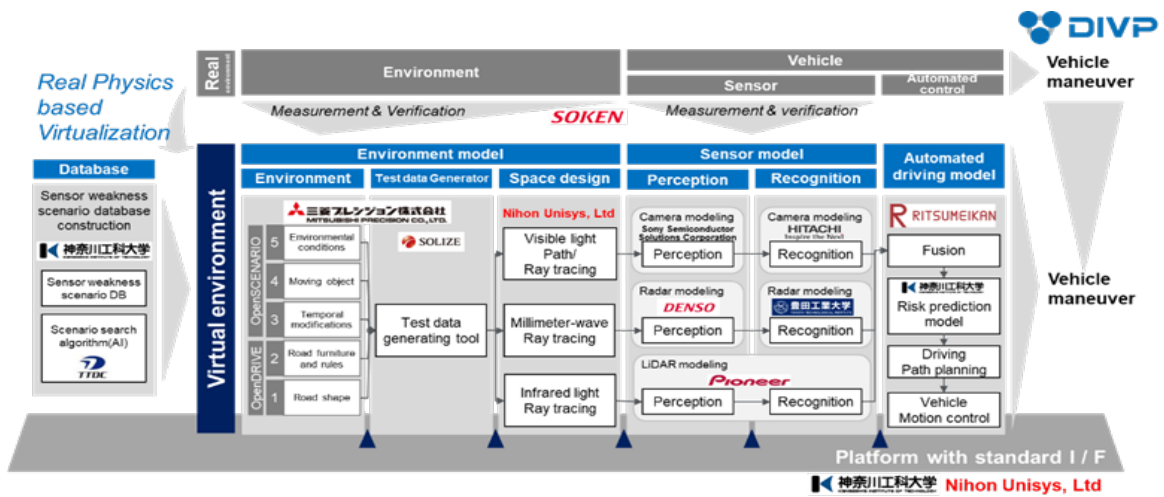 DIVP
Real Physics
based
Virtualization
Real
environment
Environment
Vehicle
Sensor
Automated
control
Vehicle
maneuver
Measurement & Verification
SOKEN
Measurement & verification
Database
Sensor weakness
scenario database
construction
神奈川工科大学
Sensor weakness
scenario DB
Scenario search
algorithm(AI)
TTDC
Virtual environment
Environment model
Sensor model
Automated
driving model
Environment
Test data Generator
Space design
Perception
Recognition
三菱プレシジョン株式会社
MITSUBISHI PRECISION CO.,LTD.
SOLIZE
OpenSCENARIO
OpenDRIVE
5
Environmental
conditions
4
Moving object
3
Temporal
modifications
2
Road furniture
and rules
1
Road shape
Test data
generating tool
Nihon Unisys, Ltd
Visible light
Path/
Ray tracing
Millimeter-wave
Ray tracing
Infrared light
Ray tracing
Camera modeling
Sony Semiconductor
Solutions Corporation
Perception
Camera modeling
HITACHI
Inspire the Next
Recognition
Radar modeling
DENSO
Perception
Radar modeling
豊田工業大学
Recognition
LiDAR modeling
Pioneer
Perception
Recognition
RITSUMEIKAN
Fusion
神奈川工科大学
Risk prediction
model
Driving
Path planning
Vehicle
Motion control
Vehicle
maneuver
Platform with standard I / F
神奈川工科大学
Nihon Unisys, Ltd